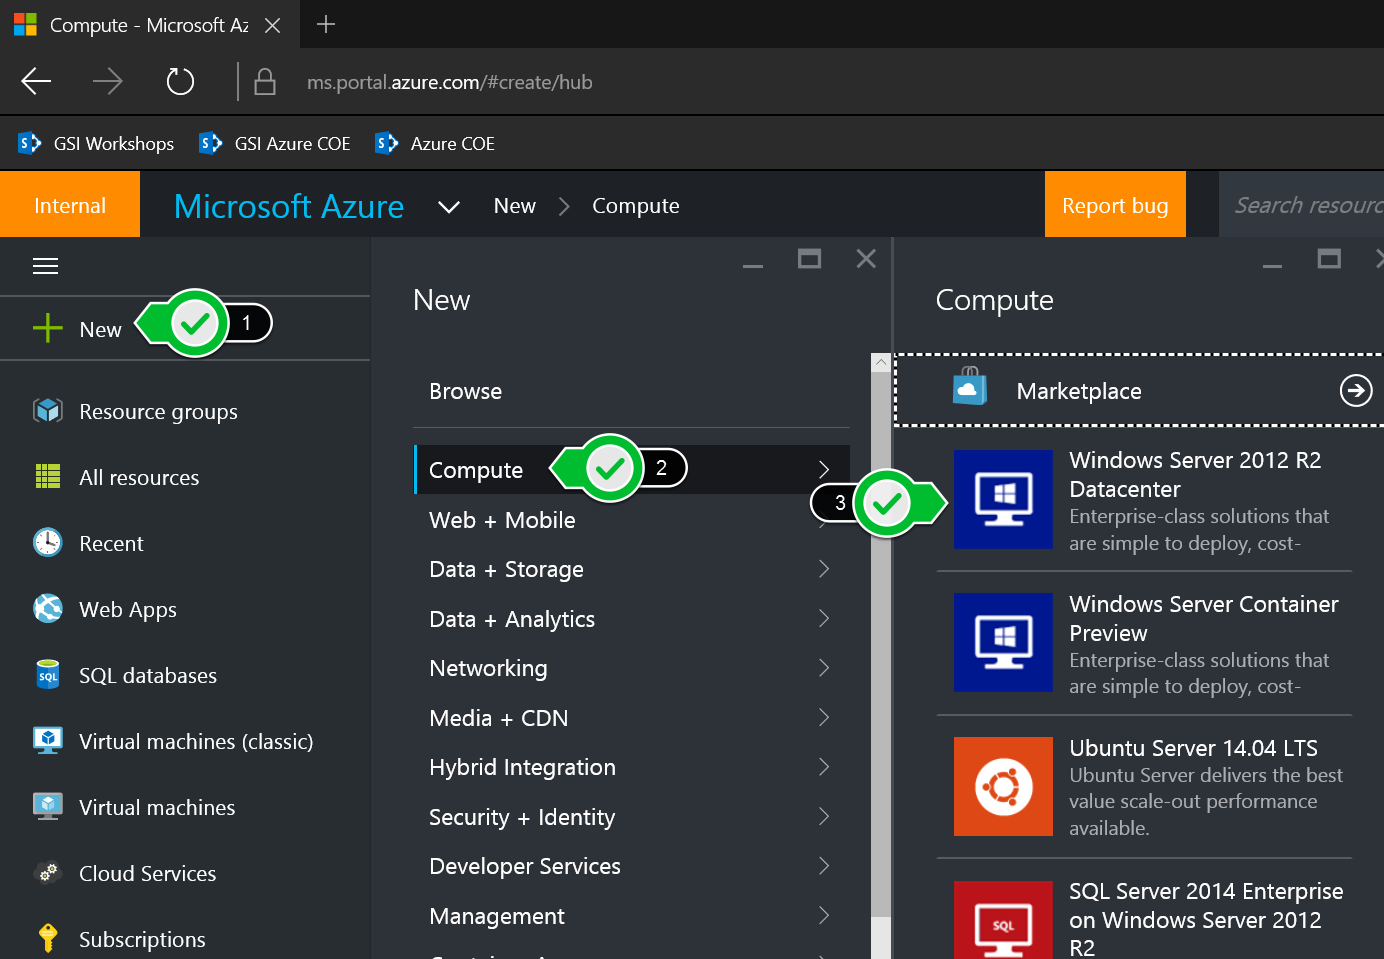 Compute - Microsoft Az
ms.portal.azure.com/#create/hub
GSI Workshops
GSI Azure COE
Azure COE
Internal
Microsoft Azure
New
Compute
Report bug
Search resourc
New
1
Resource groups
All resources
Recent
Web Apps
SQL
SQL databases
Virtual machines (classic)
Virtual machines
Cloud Services
Subscriptions
New
Browse
Compute
2
Web + Mobile
Data + Storage
Data + Analytics
Networking
Media + CDN
Hybrid Integration
Security + Identity
Developer Services
Management
Compute
Marketplace
3
Windows Server 2012 R2
Datacenter
Enterprise-class solutions that
are simple to deploy, cost-
Windows Server Container
Preview
Enterprise-class solutions that
are simple to deploy, cost-
Ubuntu Server 14.04 LTS
Ubuntu Server delivers the best
value scale-out performance
available.
SQL
SQL Server 2014 Enterprise
on Windows Server 2012
R2